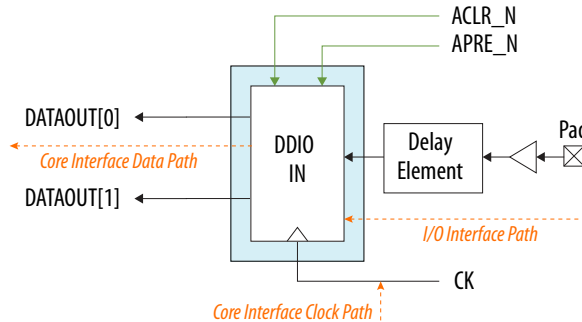 ACLR_N
APRE_N
DATAOUT[0]
Core Interface Data Path
DATAOUT[1]
DDIO
IN
Delay
Element
Pad
I/O Interface Path
CK
Core Interface Clock Path